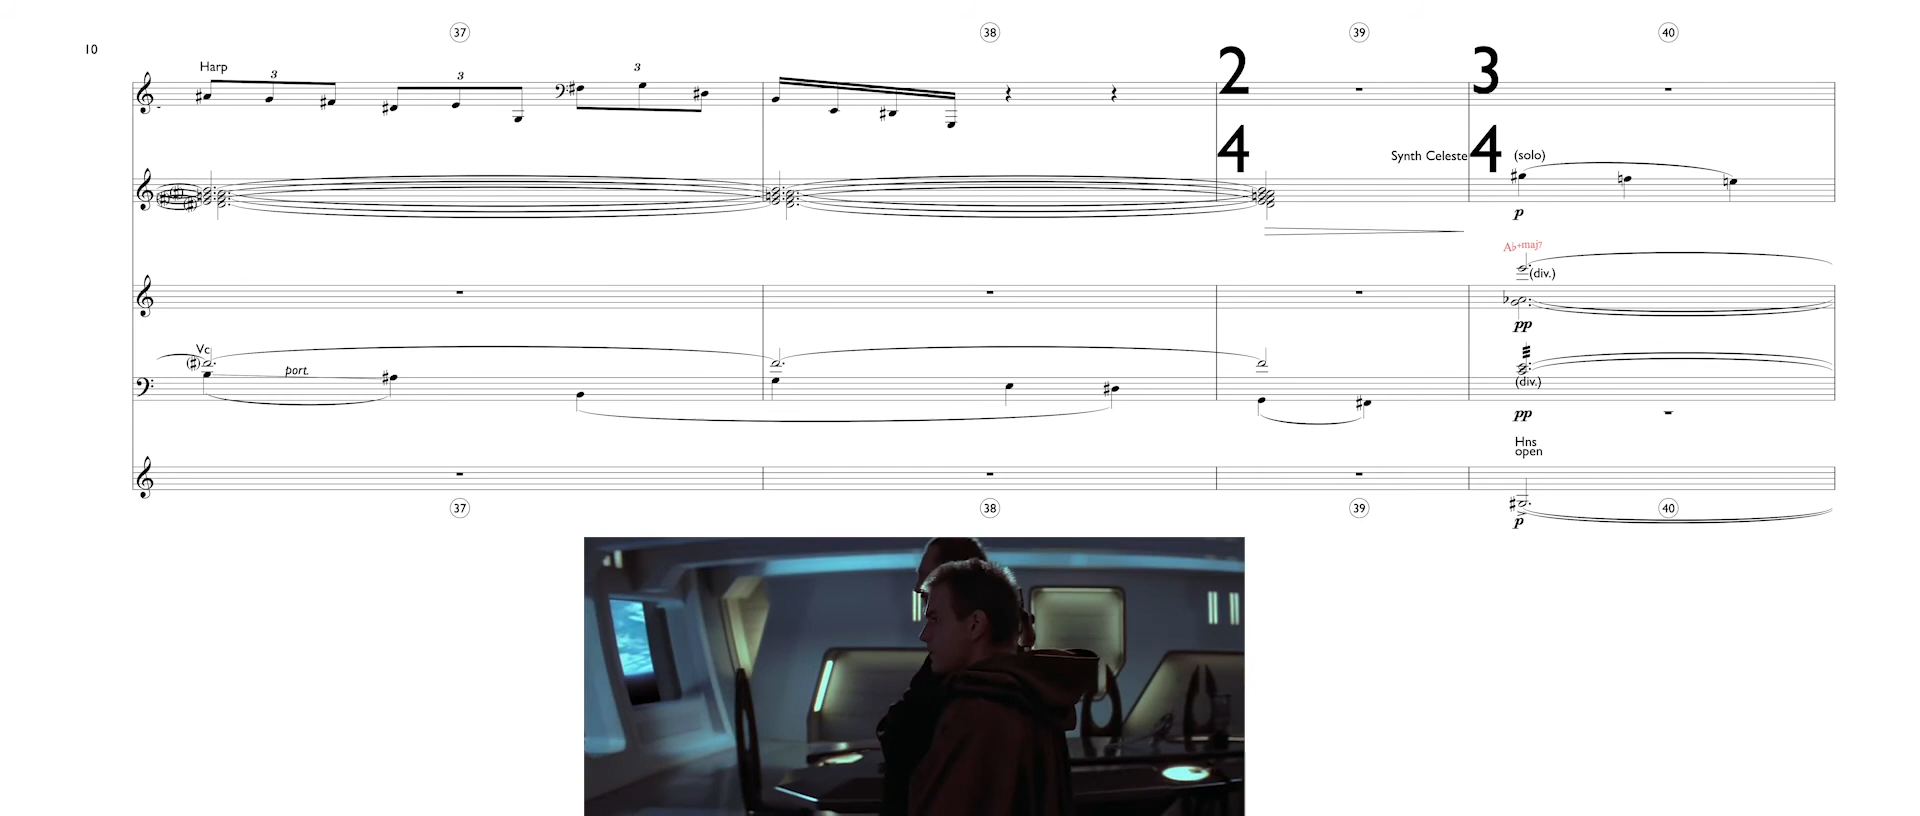 37 38 39 40
10
Harp 3 3 3
2 3
4 4
Synth Celeste (solo)
p
A♭+maj7
(div.)
pp
Vc
port.
(div.)
pp
Hns
open
p
37 38 39 40